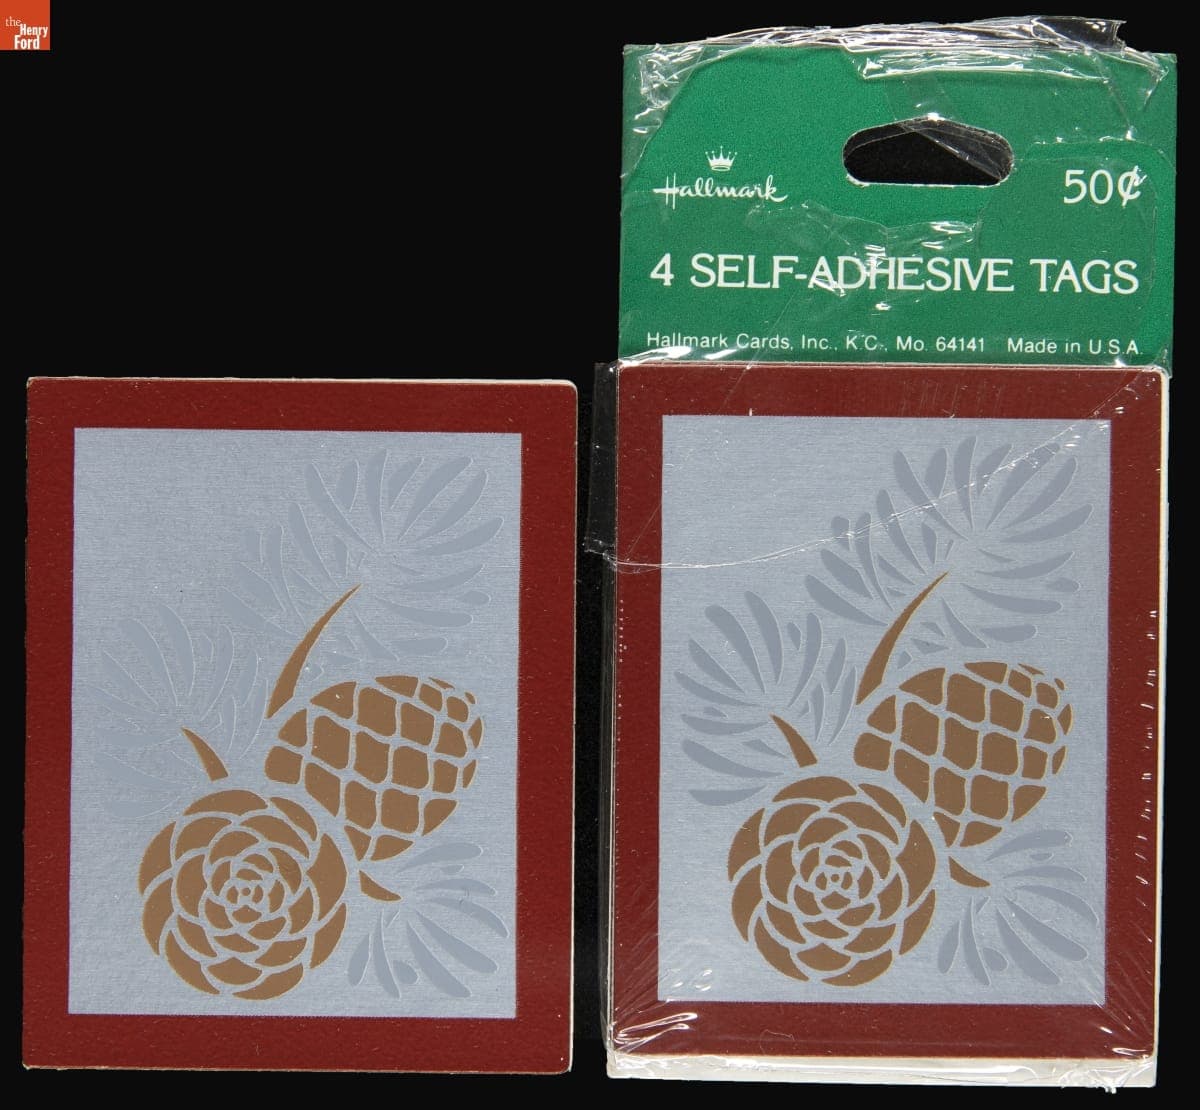 the
Henry
Ford
Hallmark
50¢
4 SELF-ADHESIVE TAGS
Hallmark Cards, Inc., K.C., Mo. 64141 Made in U.S.A.